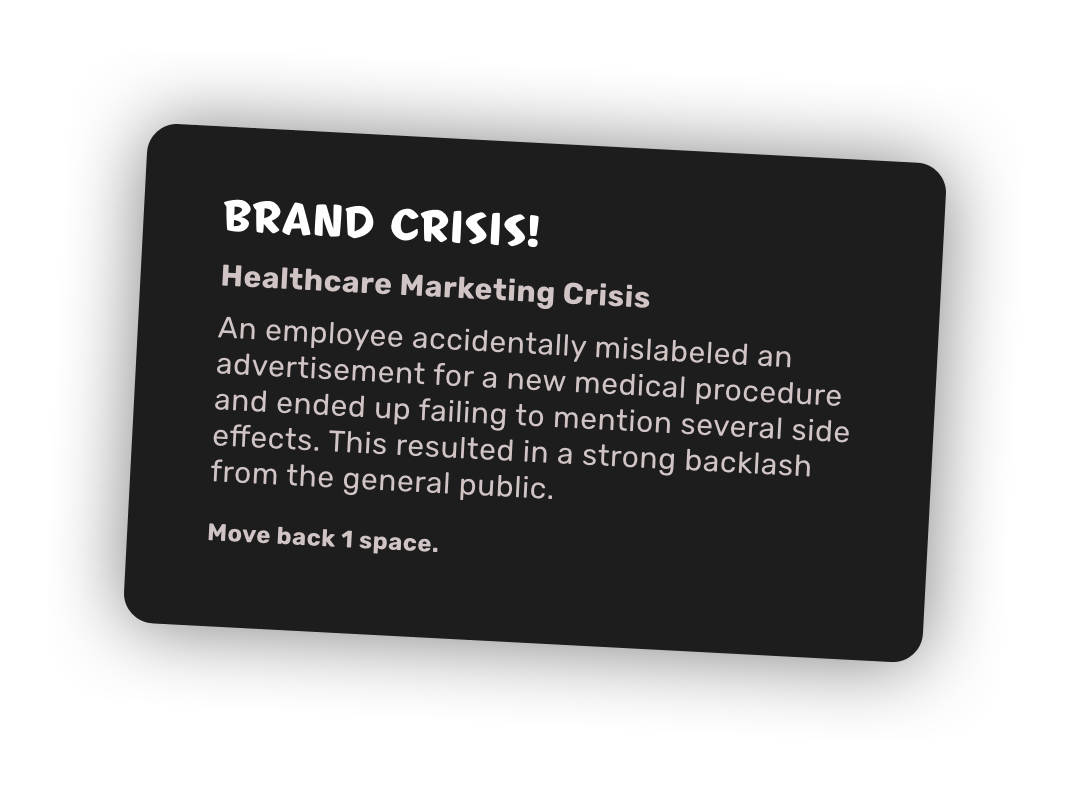 BRAND CRISIS!
Healthcare Marketing Crisis
An employee accidentally mislabeled an
advertisement for a new medical procedure
and ended up failing to mention several side
effects. This resulted in a strong backlash
from the general public.
Move back 1 space.